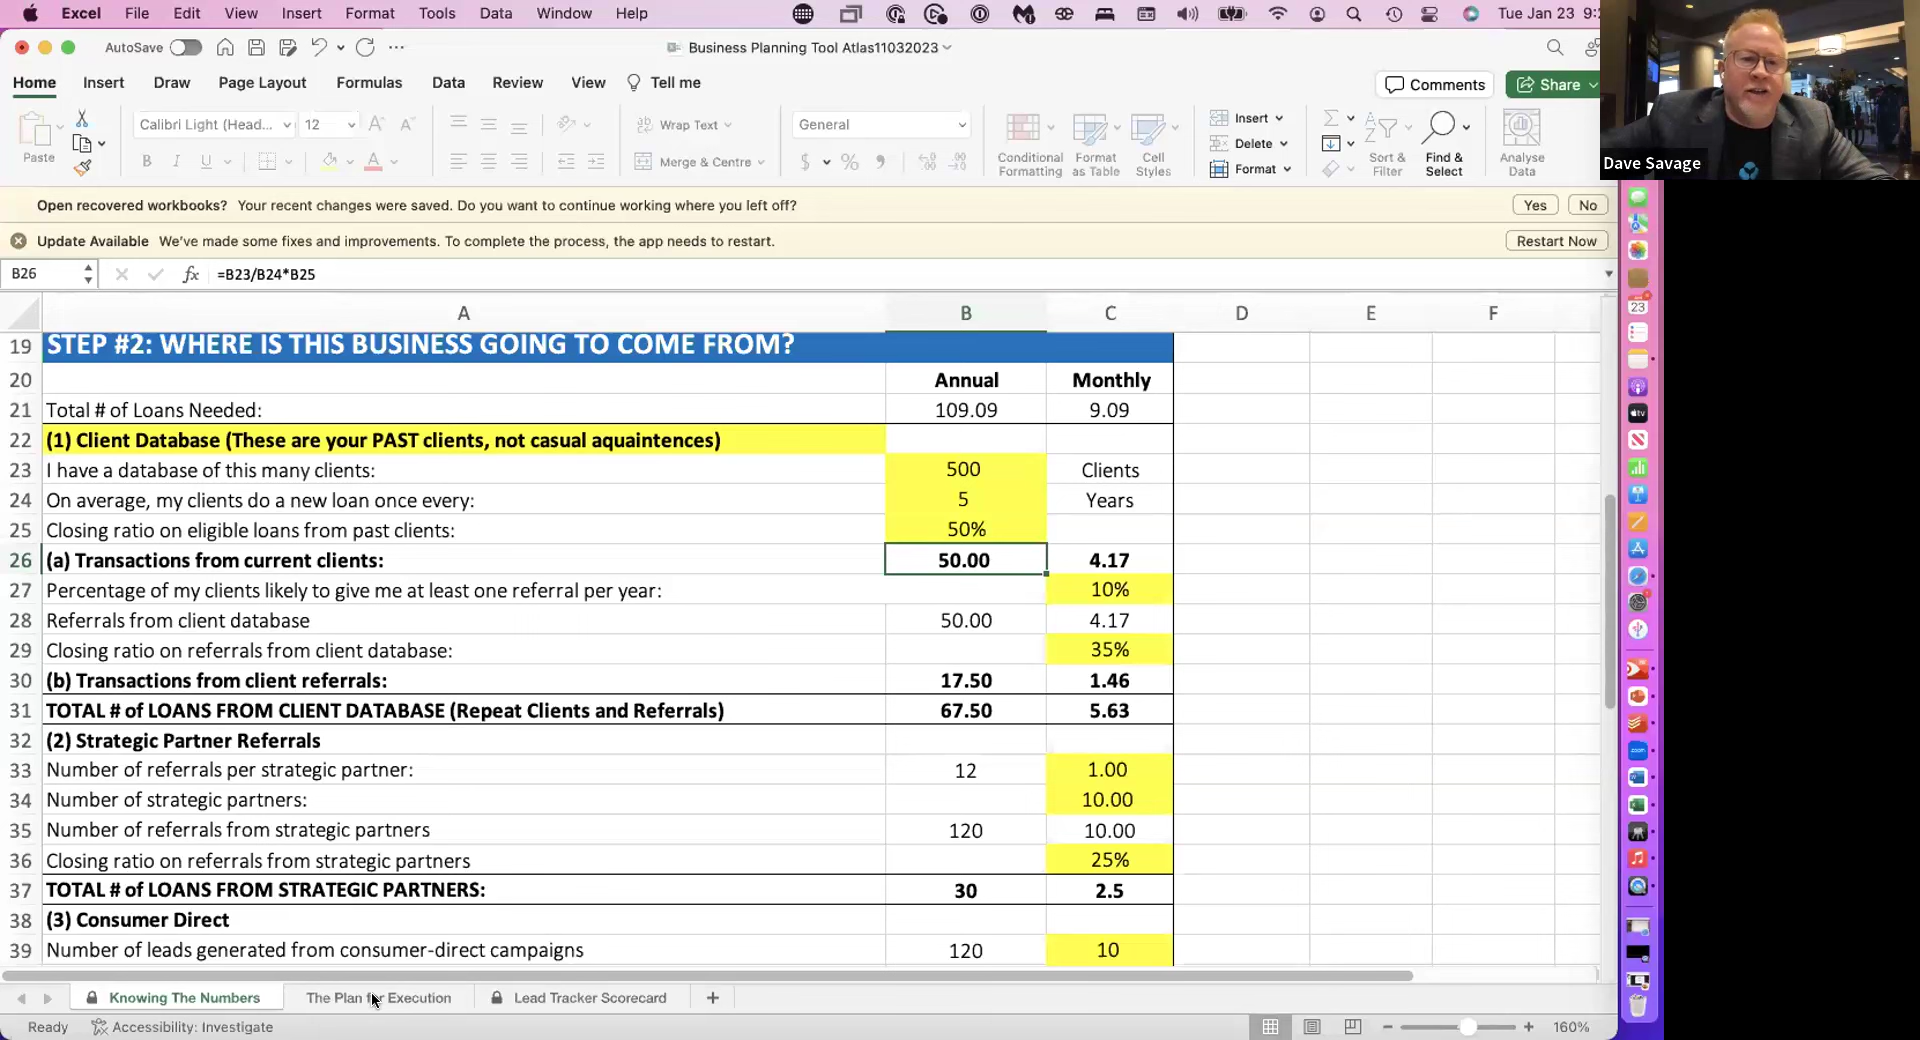 Excel File Edit View Insert Format Tools Data Window Help Tue Jan 23 9:2
AutoSave Business Planning Tool Atlas11032023
Home Insert Draw Page Layout Formulas Data Review View Tell me Comments Share
Calibri Light (Head... 12 Wrap Text General Insert
Paste Merge & Centre Conditional Formatting Format as Table Cell Styles Delete Format Sort & Filter Find & Select Analyse Data
B I U A $ % 9
Dave Savage
Open recovered workbooks? Your recent changes were saved. Do you want to continue working where you left off? Yes No
Update Available We've made some fixes and improvements. To complete the process, the app needs to restart. Restart Now
B26 fx =B23/B24*B25
A B C D E F
19 STEP #2: WHERE IS THIS BUSINESS GOING TO COME FROM?
20 Annual Monthly
21 Total # of Loans Needed: 109.09 9.09
22 (1) Client Database (These are your PAST clients, not casual aquaintences)
23 I have a database of this many clients: 500 Clients
24 On average, my clients do a new loan once every: 5 Years
25 Closing ratio on eligible loans from past clients: 50%
26 (a) Transactions from current clients: 50.00 4.17
27 Percentage of my clients likely to give me at least one referral per year: 10%
28 Referrals from client database 50.00 4.17
29 Closing ratio on referrals from client database: 35%
30 (b) Transactions from client referrals: 17.50 1.46
31 TOTAL # of LOANS FROM CLIENT DATABASE (Repeat Clients and Referrals) 67.50 5.63
32 (2) Strategic Partner Referrals
33 Number of referrals per strategic partner: 12 1.00
34 Number of strategic partners: 10.00
35 Number of referrals from strategic partners 120 10.00
36 Closing ratio on referrals from strategic partners 25%
37 TOTAL # of LOANS FROM STRATEGIC PARTNERS: 30 2.5
38 (3) Consumer Direct
39 Number of leads generated from consumer-direct campaigns 120 10
Knowing The Numbers The Plan for Execution Lead Tracker Scorecard +
Ready Accessibility: Investigate 160%